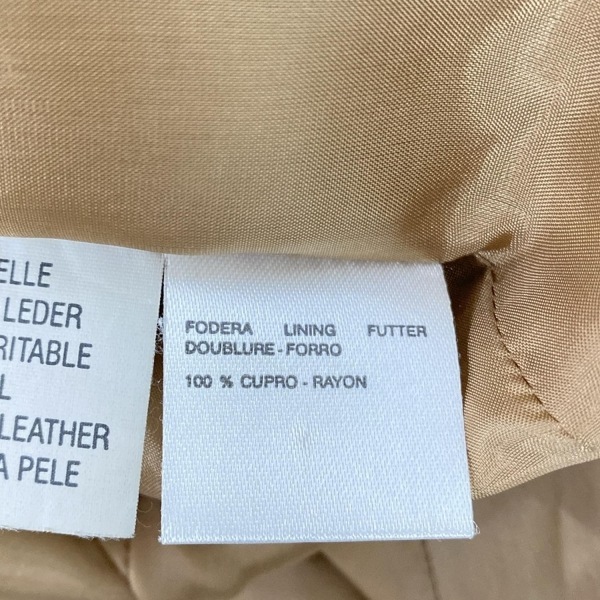 ELLE
LEDER
RITABLE
L
LEATHER
A PELE
FODERA LINING FUTTER
DOUBLURE - FORRO
100 % CUPRO - RAYON